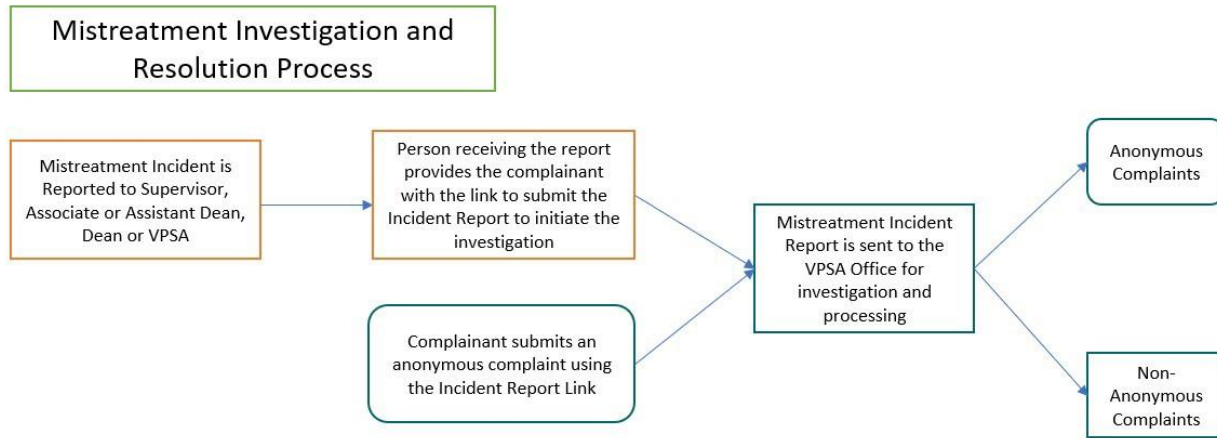 Mistreatment Investigation and
Resolution Process
Mistreatment Incident is
Reported to Supervisor,
Associate or Assistant Dean,
Dean or VPSA
Person receiving the report
provides the complainant
with the link to submit the
Incident Report to initiate the
investigation
Complainant submits an
anonymous complaint using
the Incident Report Link
Mistreatment Incident
Report is sent to the
VPSA Office for
investigation and
processing
Anonymous
Complaints
Non-
Anonymous
Complaints